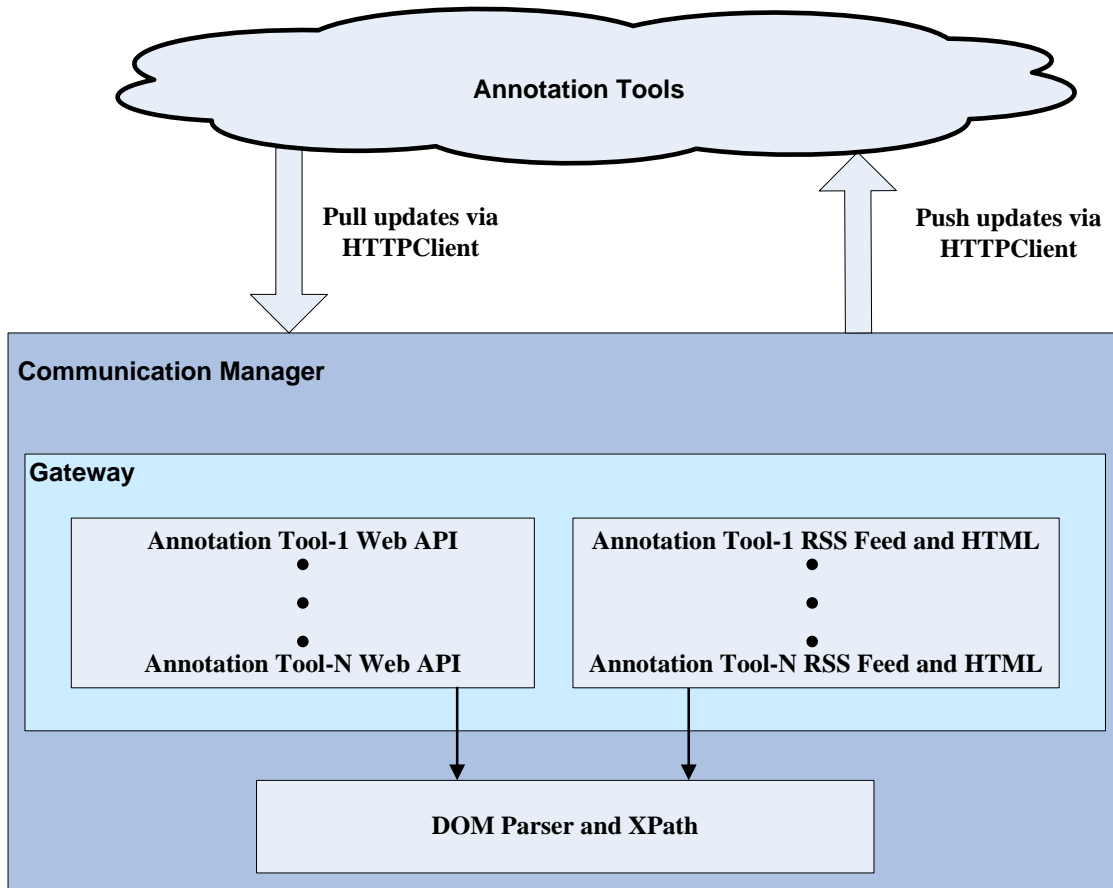 Annotation Tools
Pull updates via
HTTPClient
Push updates via
HTTPClient
Communication Manager
Gateway
Annotation Tool-1 Web API
Annotation Tool-N Web API
Annotation Tool-1 RSS Feed and HTML
Annotation Tool-N RSS Feed and HTML
DOM Parser and XPath